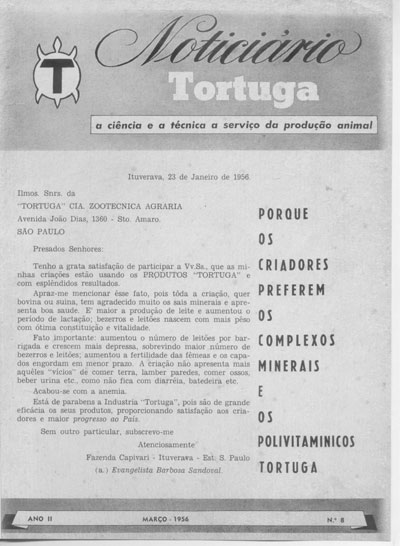 T
Noticiário
Tortuga
a ciência e a técnica a serviço da produção animal
Ituverava, 23 de Janeiro de 1956.
Ilmos. Snrs. da
"TORTUGA" CIA. ZOOTECNICA AGRARIA
Avenida João Dias, 1360 - Sto. Amaro.
SÃO PAULO
Presados Senhores:
Tenho a grata satisfação de participar a Vv.Ss., que as mi-
nhas criações estão usando os PRODUTOS "TORTUGA" e
com esplêndidos resultados.
Apraz-me mencionar êsse fato, pois tôda a criação, quer
bovina ou suina, tem agradecido muito os sais minerais e apre-
senta boa saude. E' maior a produção de leite e aumentou o
período de lactação; bezerros e leitões nascem com mais pêso
com ótima constituição e vitalidade.
Fato importante: aumentou o número de leitões por bar-
rigada e crescem mais depressa, sobrevindo maior número de
bezerros e leitões; aumentou a fertilidade das fêmeas e os capa-
dos engordam em menor prazo. A criação não apresenta mais
aquêles "vícios" de comer terra, lamber paredes, comer ossos,
beber urina etc., como não fica com diarréia, batedeira etc.
—Acabou-se com a anemia.
Está de parabens a Industria "Tortuga", pois são de grande
eficácia os seus produtos, proporcionando satisfação aos cria-
dores e maior progresso ao País.
Sem outro particular, subscrevo-me
Atenciosamente
Fazenda Capivari - Ituverava - Est. S. Paulo
(a.) Evangelista Barbosa Sandoval.
PORQUE
OS
CRIADORES
PREFEREM
OS
COMPLEXOS
MINERAIS
E
OS
POLIVITAMINICOS
TORTUGA
ANO II
MARÇO - 1956
N.º 8